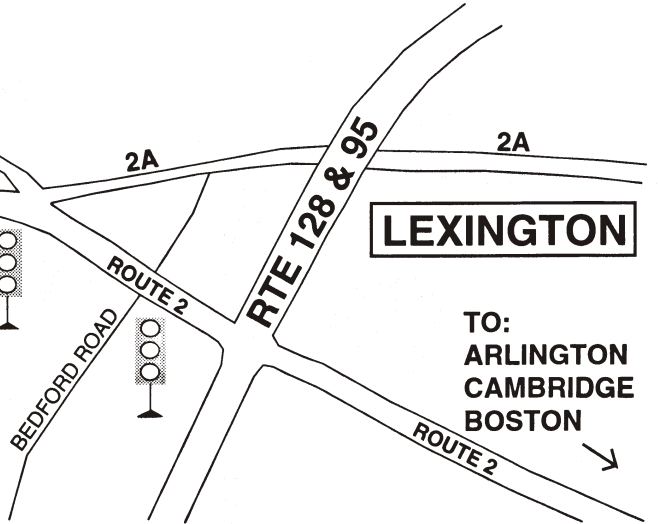 2A
2A
RTE 128 & 95
LEXINGTON
ROUTE 2
BEDFORD ROAD
TO:
ARLINGTON
CAMBRIDGE
BOSTON
ROUTE 2